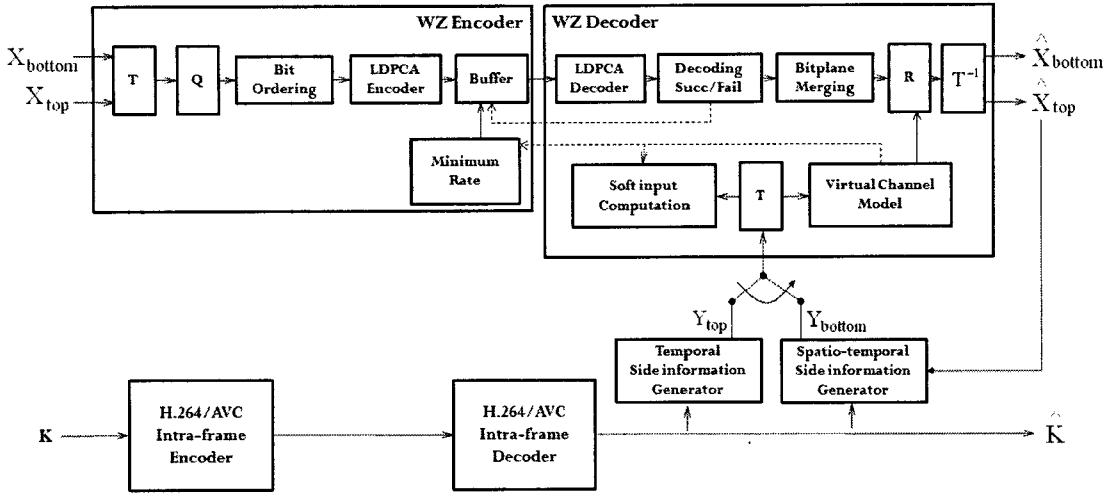 WZ Encoder
WZ Decoder
X_bottom
X_top
T
Q
Bit
Ordering
LDPCA
Encoder
Buffer
LDPCA
Decoder
Decoding
Succ/Fail
Bitplane
Merging
R
T⁻¹
X̂_bottom
X̂_top
Minimum
Rate
Soft input
Computation
T
Virtual Channel
Model
Y_top
Y_bottom
Temporal
Side information
Generator
Spatio-temporal
Side information
Generator
K
H.264/AVC
Intra-frame
Encoder
H.264/AVC
Intra-frame
Decoder
K̂